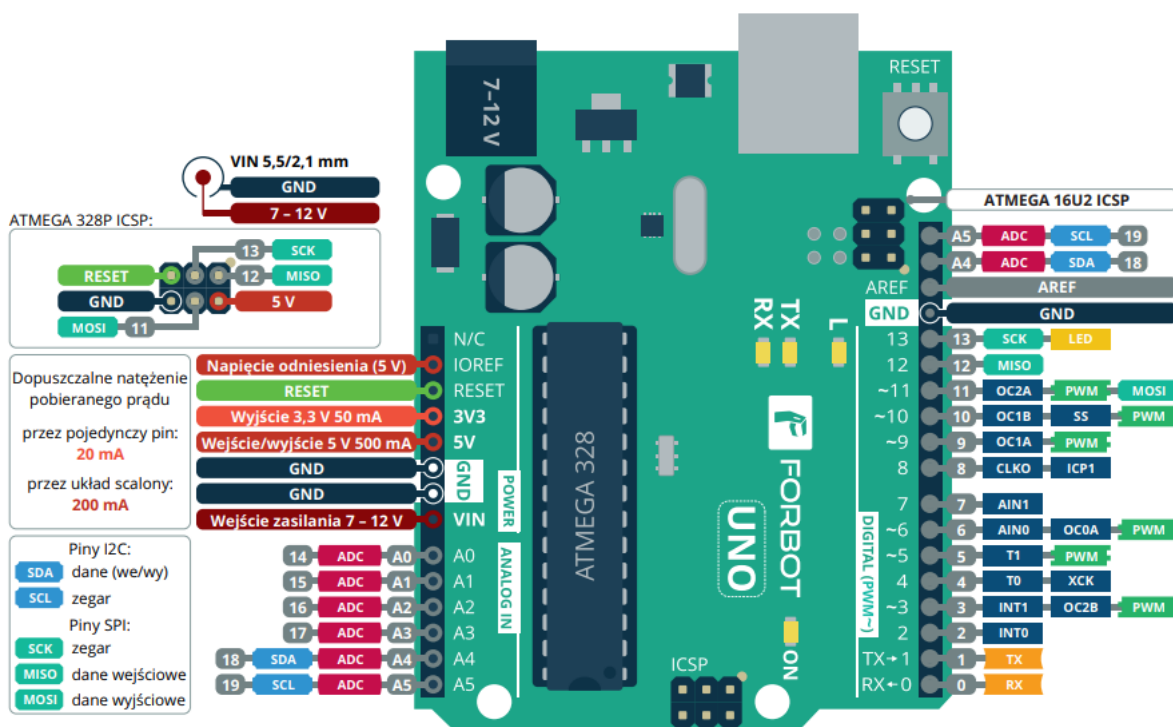 RESET
7–12 V
VIN 5,5/2,1 mm
GND
7 – 12 V
ATMEGA 328P ICSP:
13 SCK
RESET 12 MISO
GND 5 V
MOSI 11
Dopuszczalne natężenie
pobieranego prądu
przez pojedynczy pin:
20 mA
przez układ scalony:
200 mA
Piny I2C:
SDA dane (we/wy)
SCL zegar
Piny SPI:
SCK zegar
MISO dane wejściowe
MOSI dane wyjściowe
N/C
Napięcie odniesienia (5 V) IOREF
RESET RESET
Wyjście 3,3 V 50 mA 3V3
Wejście/wyjście 5 V 500 mA 5V
GND GND
GND
Wejście zasilania 7 – 12 V VIN
POWER
14 ADC A0 A0
15 ADC A1 A1
16 ADC A2 A2
17 ADC A3 A3
18 SDA ADC A4 A4
19 SCL ADC A5 A5
ANALOG IN
ATMEGA 328
RX TX L
FORBOT
UNO
ON
ICSP
DIGITAL (PWM~)
ATMEGA 16U2 ICSP
A5 ADC SCL 19
A4 ADC SDA 18
AREF AREF
GND GND
13 13 SCK LED
12 12 MISO
~11 11 OC2A PWM MOSI
~10 10 OC1B SS PWM
~9 9 OC1A PWM
8 8 CLKO ICP1
7 7 AIN1
~6 6 AIN0 OC0A PWM
~5 5 T1 PWM
4 4 T0 XCK
~3 3 INT1 OC2B PWM
2 2 INT0
TX→1 1 TX
RX←0 0 RX